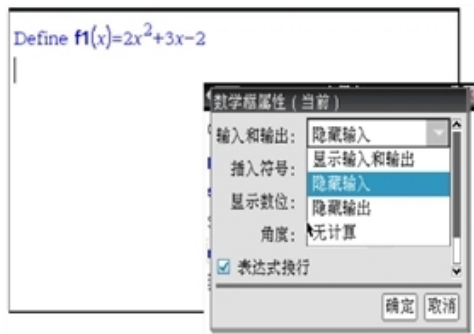 Define f1(x)=2x²+3x−2
数学框属性 ( 当前 )
输入和输出: 隐藏输入
显示输入和输出
插入符号:
隐藏输入
显示数位:
隐藏输出
角度: 无计算
表达式换行
确定 取消